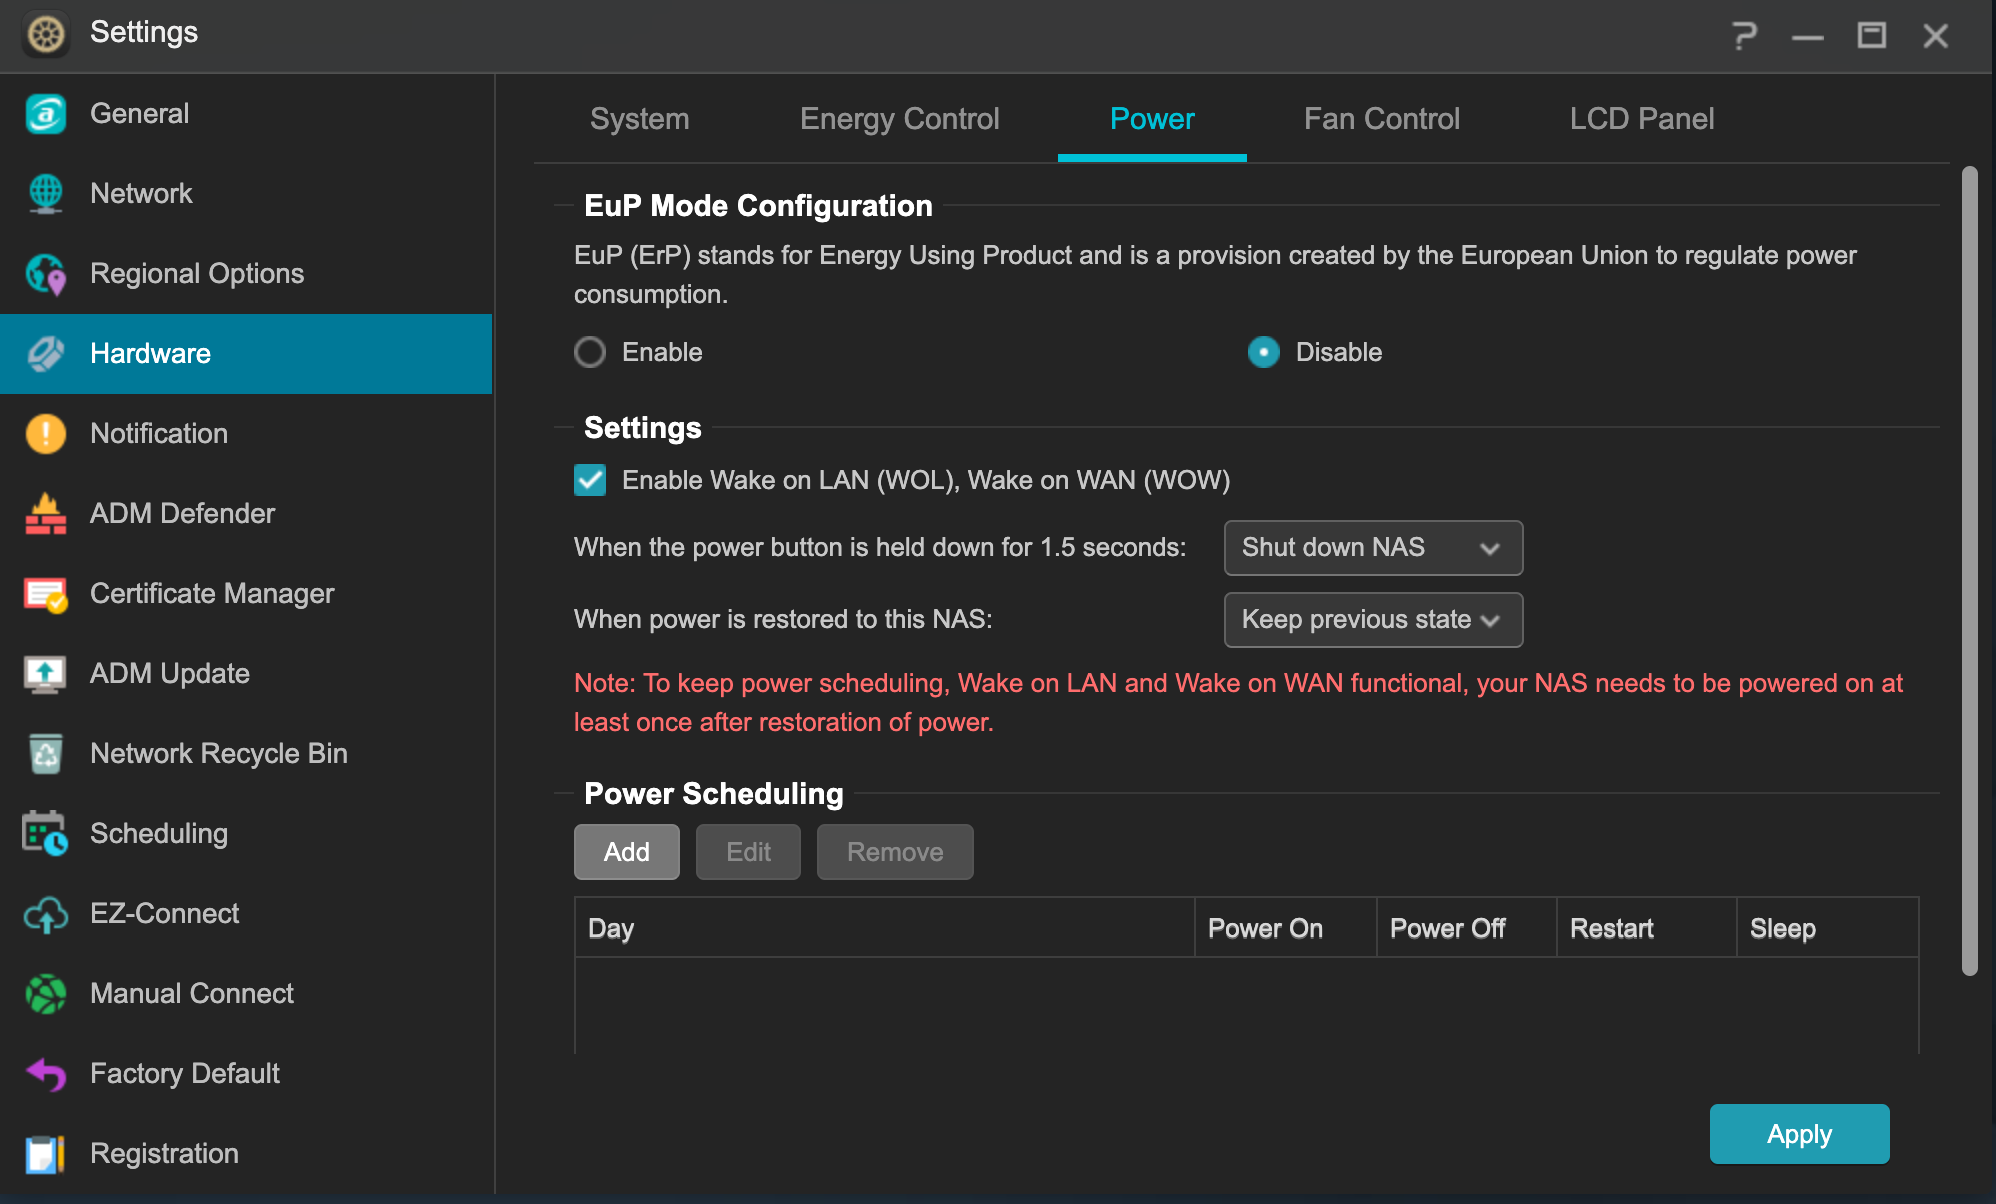 Settings
General
Network
Regional Options
Hardware
Notification
ADM Defender
Certificate Manager
ADM Update
Network Recycle Bin
Scheduling
EZ-Connect
Manual Connect
Factory Default
Registration
System Energy Control Power Fan Control LCD Panel
EuP Mode Configuration
EuP (ErP) stands for Energy Using Product and is a provision created by the European Union to regulate power
consumption.
Enable Disable
Settings
Enable Wake on LAN (WOL), Wake on WAN (WOW)
When the power button is held down for 1.5 seconds: Shut down NAS
When power is restored to this NAS: Keep previous state
Note: To keep power scheduling, Wake on LAN and Wake on WAN functional, your NAS needs to be powered on at
least once after restoration of power.
Power Scheduling
Add Edit Remove
Day Power On Power Off Restart Sleep
Apply